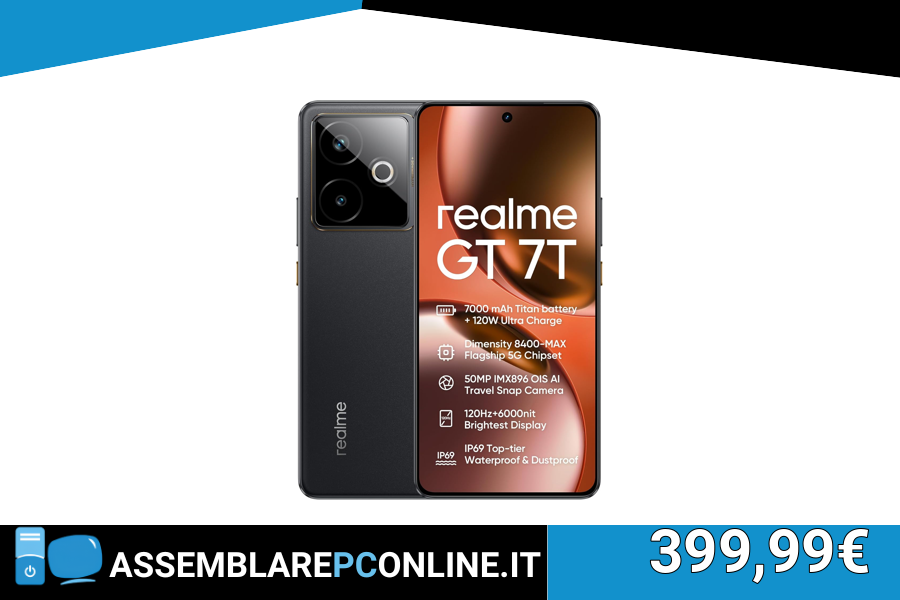 realme
GT 7T
7000 mAh Titan battery
+ 120W Ultra Charge
Dimensity 8400-MAX
Flagship 5G Chipset
50MP IMX896 OIS AI
Travel Snap Camera
120Hz+6000nit
Brightest Display
IP69
IP69 Top-tier
Waterproof & Dustproof
realme
ASSEMBLAREPCONLINE.IT
399,99€